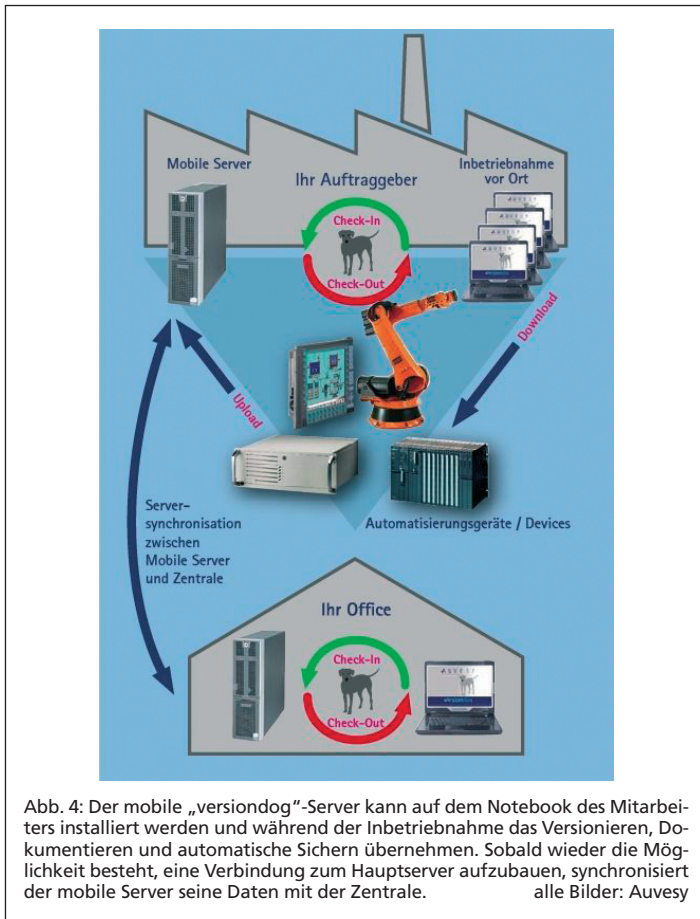 Mobile Server
Ihr Auftraggeber
Inbetriebnahme
vor Ort
Check-In
Check-Out
Download
Upload
Server-
synchronisation
zwischen
Mobile Server
und Zentrale
Automatisierungsgeräte / Devices
Ihr Office
Check-In
Check-Out
Abb. 4: Der mobile „versiondog“-Server kann auf dem Notebook des Mitarbei-
ters installiert werden und während der Inbetriebnahme das Versionieren, Do-
kumentieren und automatische Sichern übernehmen. Sobald wieder die Mög-
lichkeit besteht, eine Verbindung zum Hauptserver aufzubauen, synchronisiert
der mobile Server seine Daten mit der Zentrale. alle Bilder: Auvesy